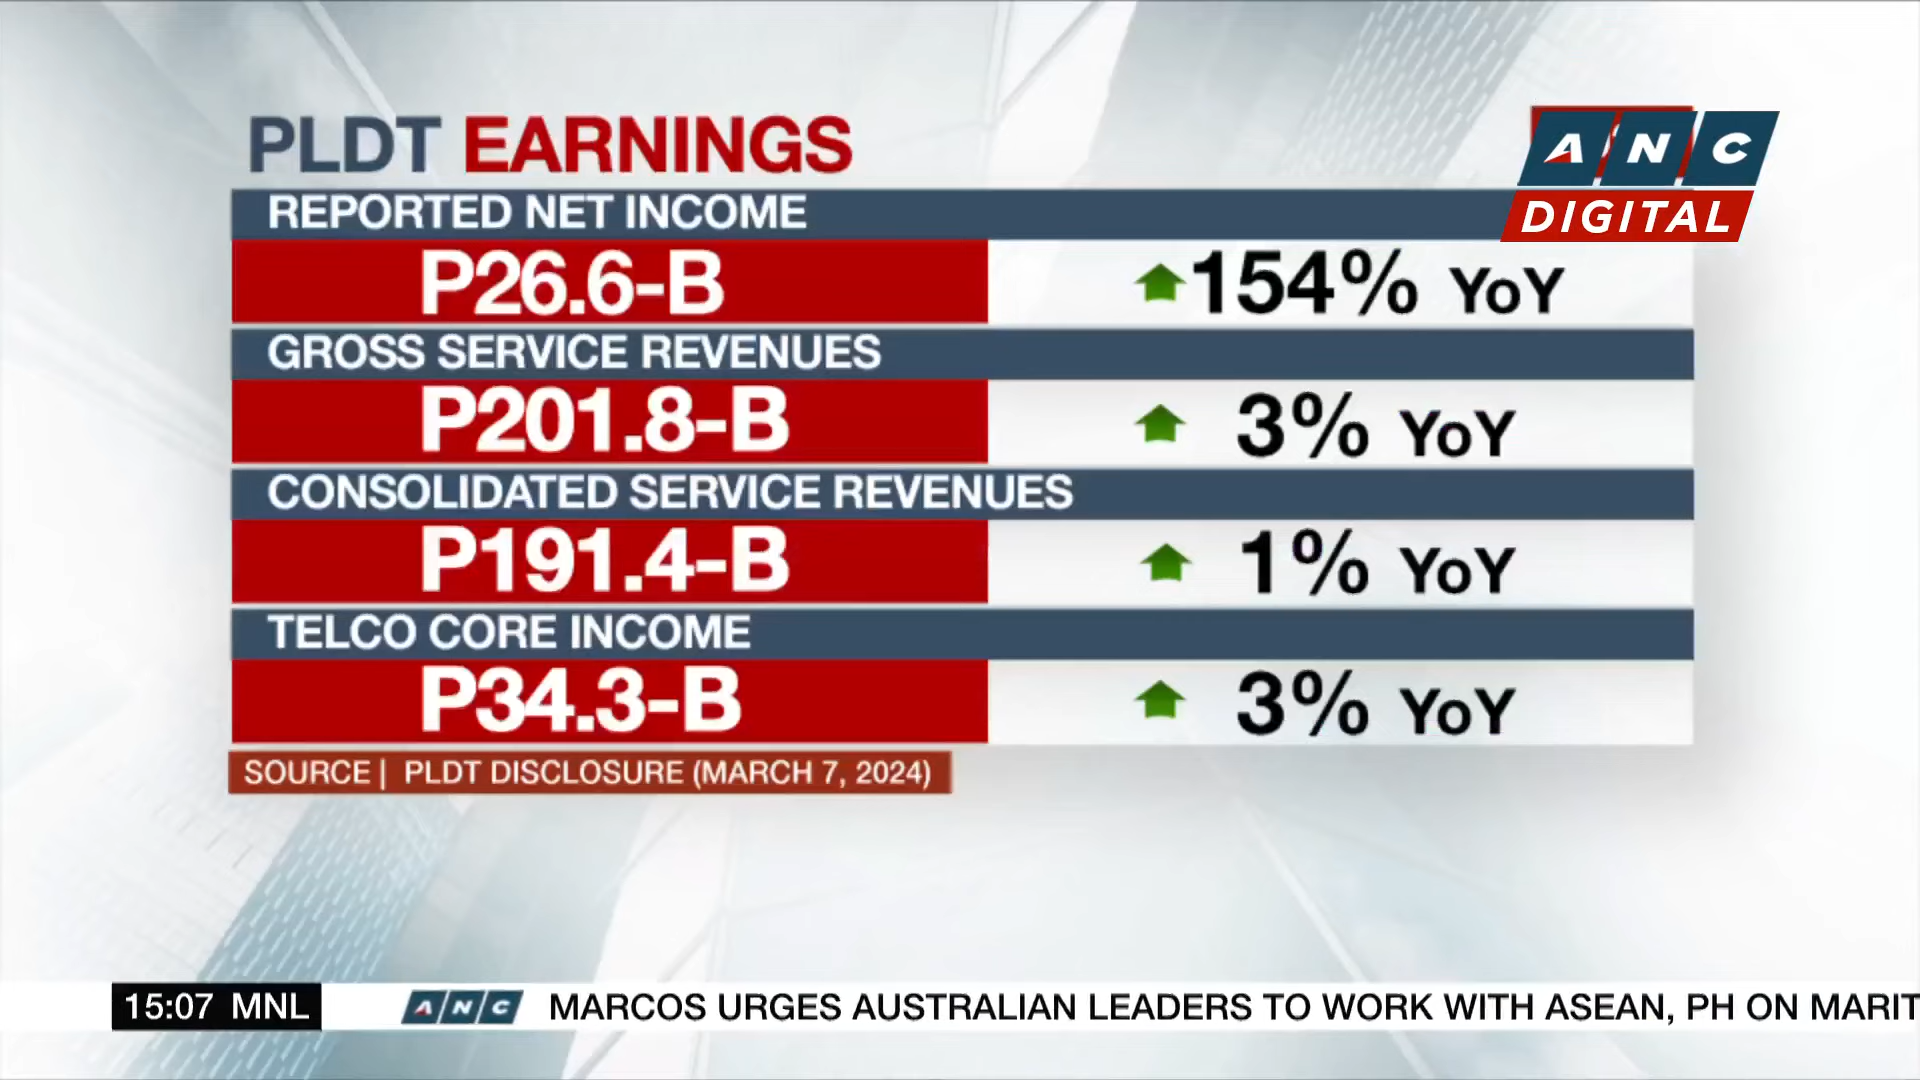 PLDT EARNINGS
ANC
DIGITAL
REPORTED NET INCOME
P26.6-B 154% YoY
GROSS SERVICE REVENUES
P201.8-B 3% YoY
CONSOLIDATED SERVICE REVENUES
P191.4-B 1% YoY
TELCO CORE INCOME
P34.3-B 3% YoY
SOURCE | PLDT DISCLOSURE (MARCH 7, 2024)
15:07 MNL ANC MARCOS URGES AUSTRALIAN LEADERS TO WORK WITH ASEAN, PH ON MARIT